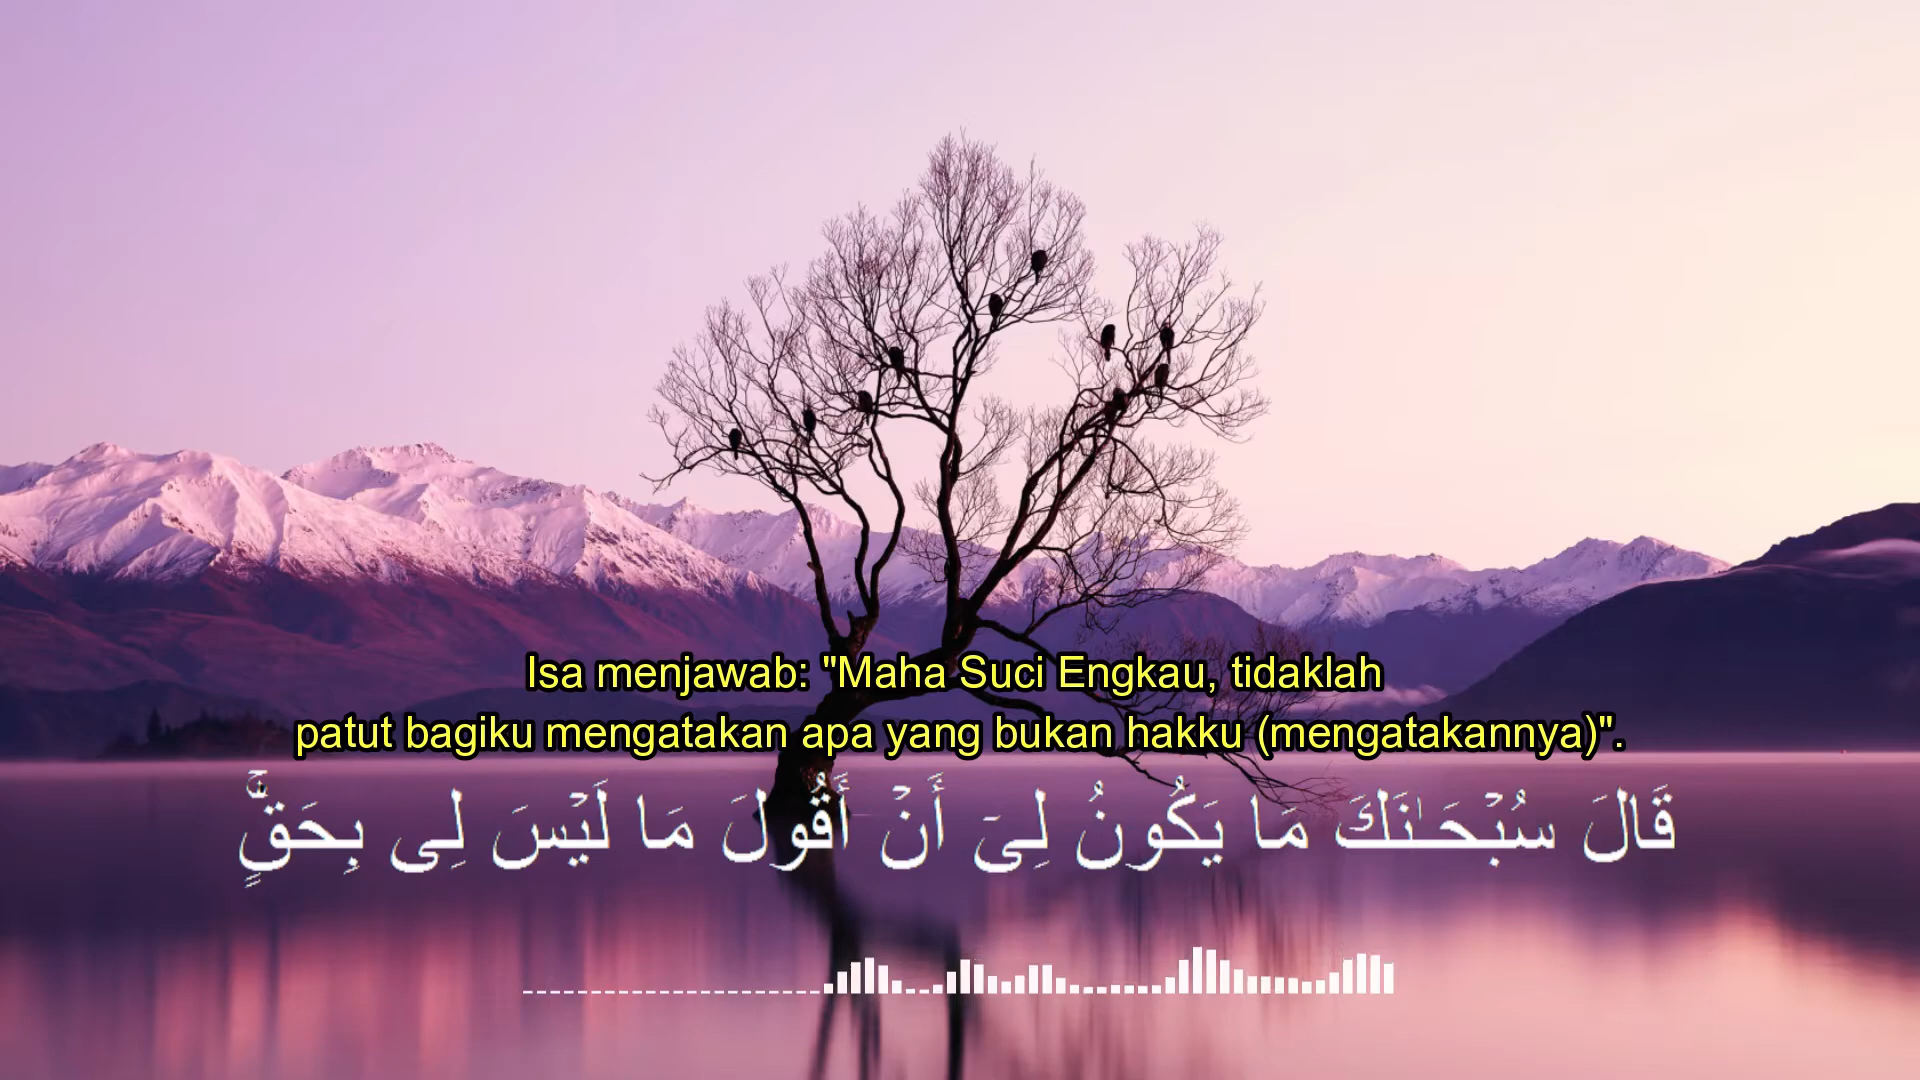 Isa menjawab: "Maha Suci Engkau, tidaklah
patut bagiku mengatakan apa yang bukan hakku (mengatakannya)".
قَالَ سُبْحَـٰنَكَ مَا يَكُونُ لِىٓ أَنْ أَقُولَ مَا لَيْسَ لِى بِحَقٍّۚ